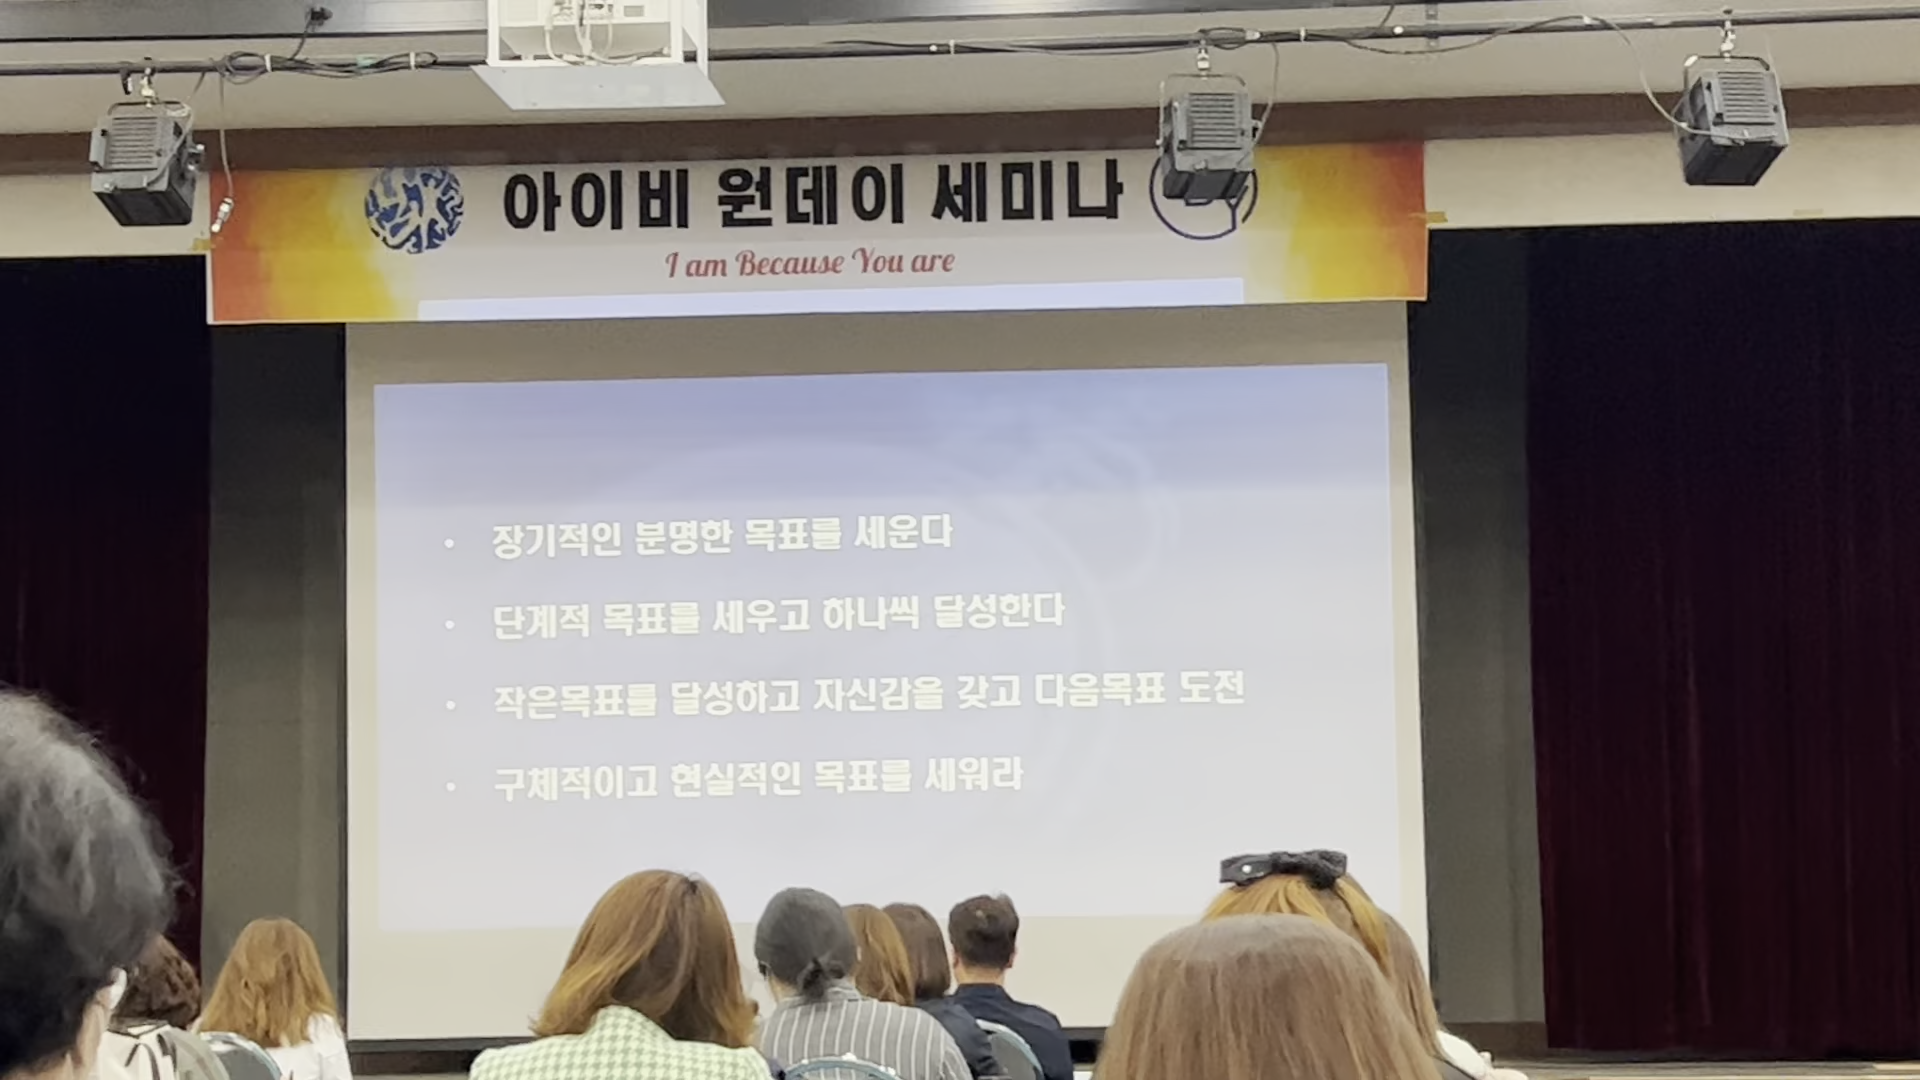 아이비 원데이 세미나
I am Because You are
• 장기적인 분명한 목표를 세운다
• 단계적 목표를 세우고 하나씩 달성한다
• 작은목표를 달성하고 자신감을 갖고 다음목표 도전
• 구체적이고 현실적인 목표를 세워라